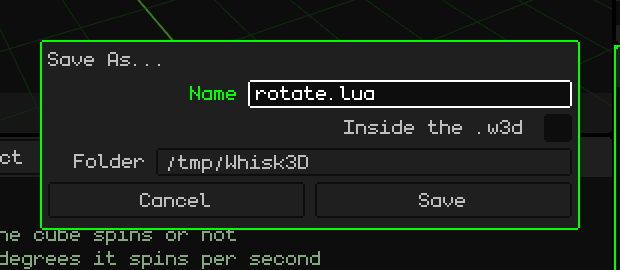 Save As...
Name rotate.lua
Inside the .w3d
ct
Folder /tmp/Whisk3D
Cancel Save
he cube spins or not
degrees it spins per second